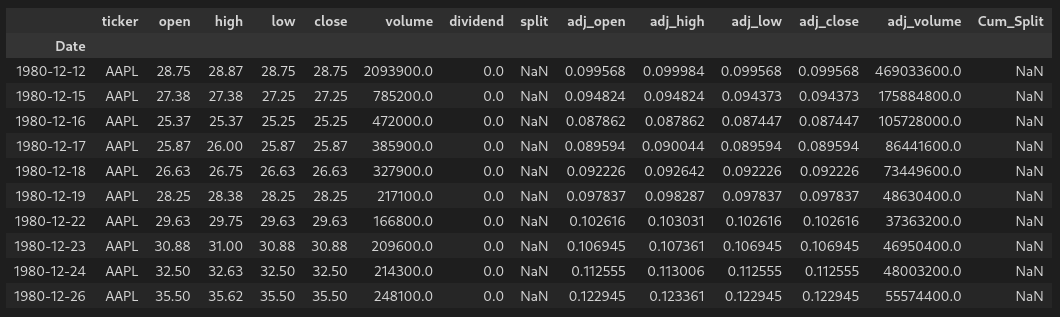 ticker open high low close volume dividend split adj_open adj_high adj_low adj_close adj_volume Cum_Split
Date
1980-12-12 AAPL 28.75 28.87 28.75 28.75 2093900.0 0.0 NaN 0.099568 0.099984 0.099568 0.099568 469033600.0 NaN
1980-12-15 AAPL 27.38 27.38 27.25 27.25 785200.0 0.0 NaN 0.094824 0.094824 0.094373 0.094373 175884800.0 NaN
1980-12-16 AAPL 25.37 25.37 25.25 25.25 472000.0 0.0 NaN 0.087862 0.087862 0.087447 0.087447 105728000.0 NaN
1980-12-17 AAPL 25.87 26.00 25.87 25.87 385900.0 0.0 NaN 0.089594 0.090044 0.089594 0.089594 86441600.0 NaN
1980-12-18 AAPL 26.63 26.75 26.63 26.63 327900.0 0.0 NaN 0.092226 0.092642 0.092226 0.092226 73449600.0 NaN
1980-12-19 AAPL 28.25 28.38 28.25 28.25 217100.0 0.0 NaN 0.097837 0.098287 0.097837 0.097837 48630400.0 NaN
1980-12-22 AAPL 29.63 29.75 29.63 29.63 166800.0 0.0 NaN 0.102616 0.103031 0.102616 0.102616 37363200.0 NaN
1980-12-23 AAPL 30.88 31.00 30.88 30.88 209600.0 0.0 NaN 0.106945 0.107361 0.106945 0.106945 46950400.0 NaN
1980-12-24 AAPL 32.50 32.63 32.50 32.50 214300.0 0.0 NaN 0.112555 0.113006 0.112555 0.112555 48003200.0 NaN
1980-12-26 AAPL 35.50 35.62 35.50 35.50 248100.0 0.0 NaN 0.122945 0.123361 0.122945 0.122945 55574400.0 NaN